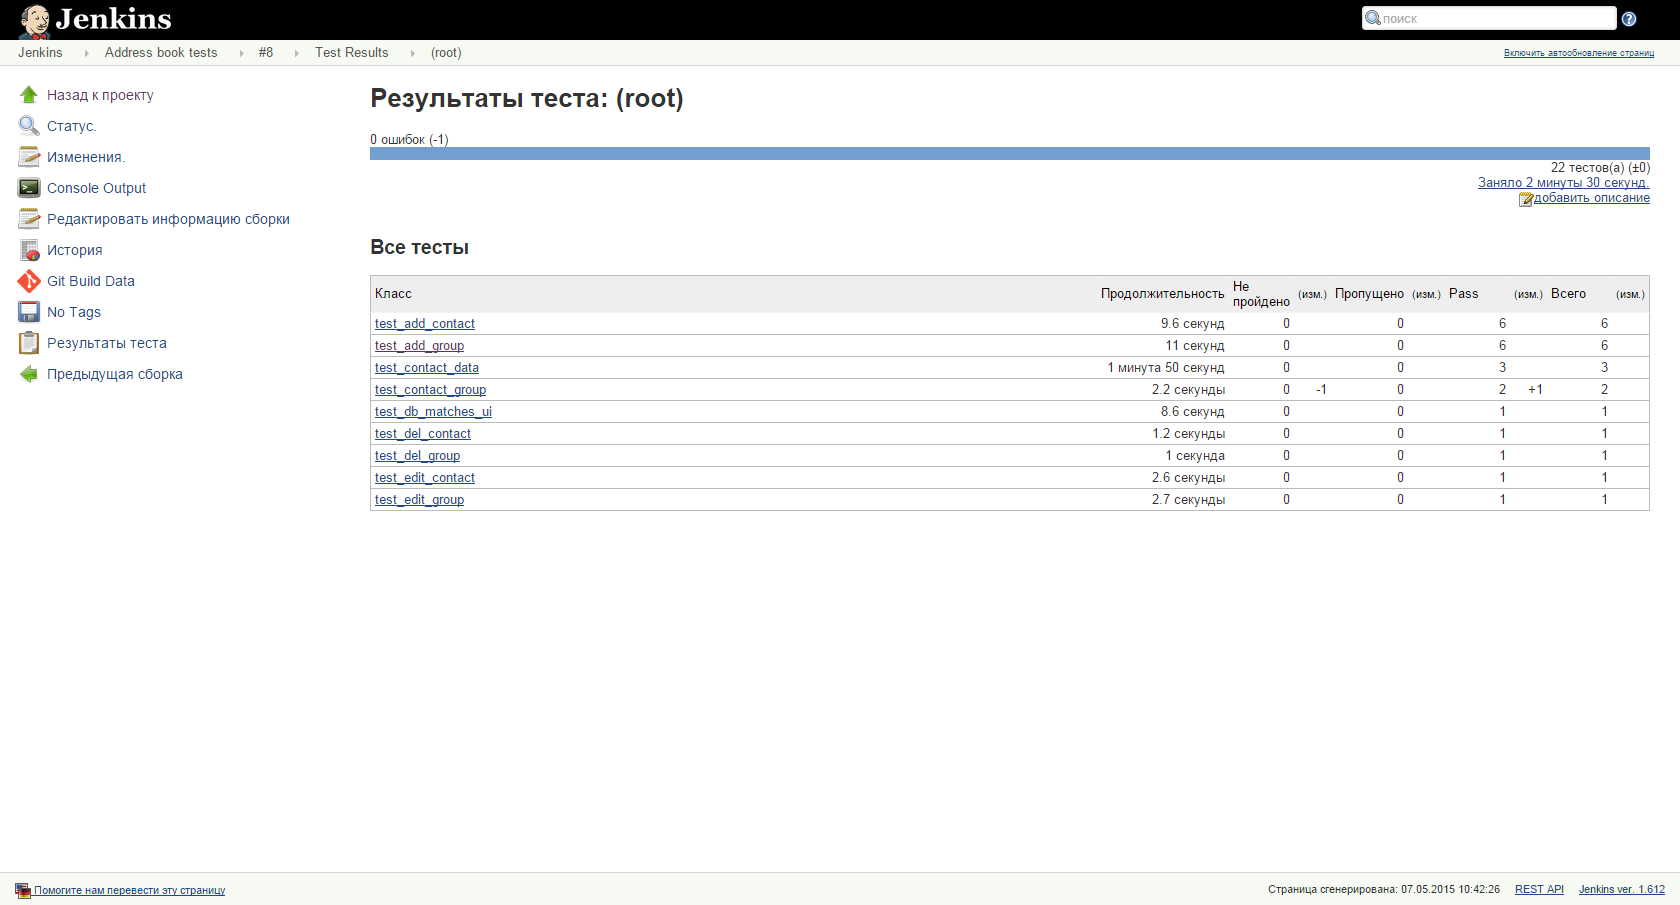 Jenkins
поиск
Jenkins Address book tests #8 Test Results (root)
Включить автообновление страниц
Назад к проекту
Статус.
Изменения.
Console Output
Редактировать информацию сборки
История
Git Build Data
No Tags
Результаты теста
Предыдущая сборка
Результаты теста: (root)
0 ошибок (-1)
22 тестов(а) (±0)
Заняло 2 минуты 30 секунд.
добавить описание
Все тесты
Класс Продолжительность Не пройдено (изм.) Пропущено (изм.) Pass (изм.) Всего (изм.)
test_add_contact 9.6 секунд 0 0 6 6
test_add_group 11 секунд 0 0 6 6
test_contact_data 1 минута 50 секунд 0 0 3 3
test_contact_group 2.2 секунды 0 -1 0 2 +1 2
test_db_matches_ui 8.6 секунд 0 0 1 1
test_del_contact 1.2 секунды 0 0 1 1
test_del_group 1 секунда 0 0 1 1
test_edit_contact 2.6 секунды 0 0 1 1
test_edit_group 2.7 секунды 0 0 1 1
Помогите нам перевести эту страницу
Страница сгенерирована: 07.05.2015 10:42:26 REST API Jenkins ver. 1.612